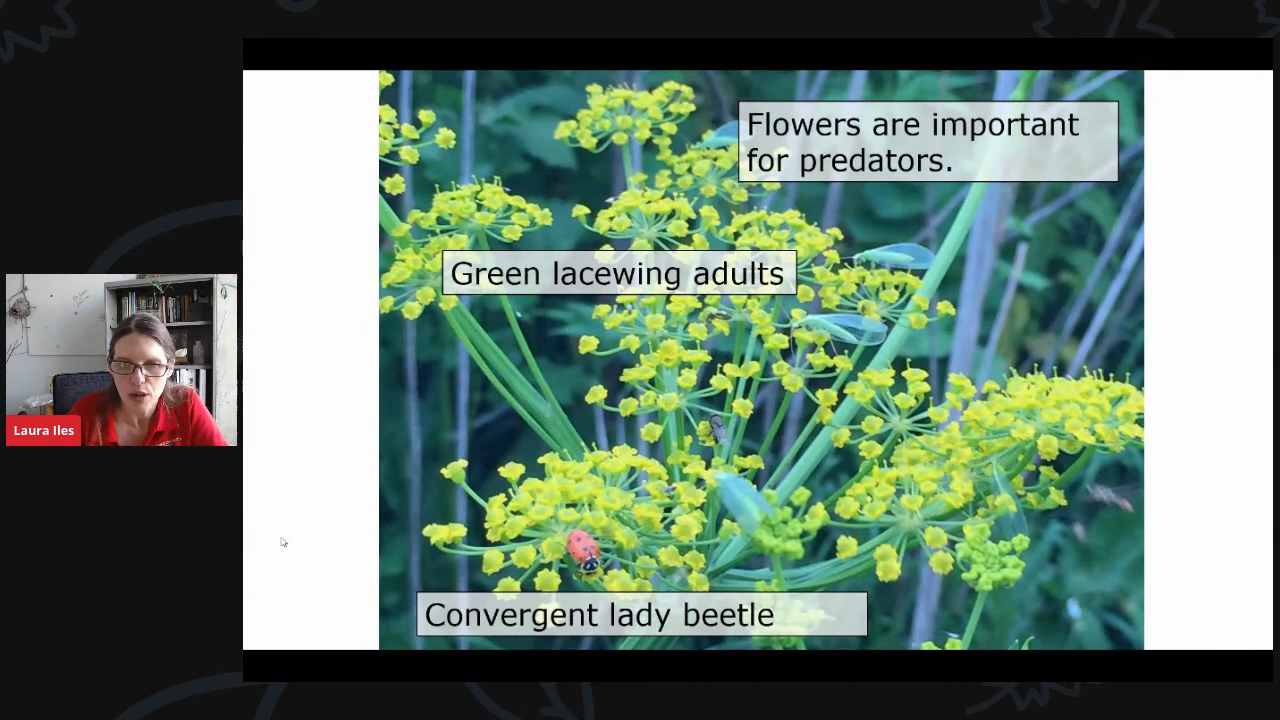 Flowers are important
for predators.
Green lacewing adults
Laura Iles
Convergent lady beetle